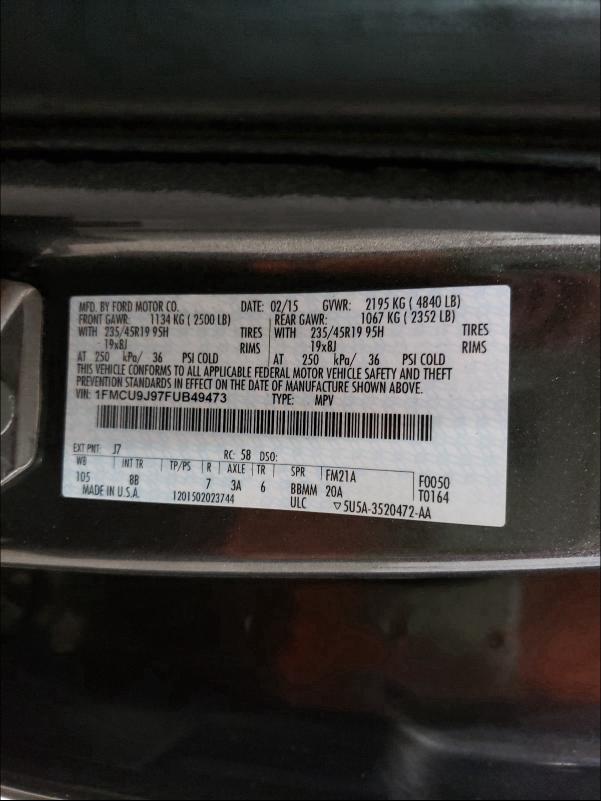 MFD. BY FORD MOTOR CO. DATE: 02/15 GVWR: 2195 KG ( 4840 LB)
FRONT GAWR: 1134 KG ( 2500 LB) REAR GAWR: 1067 KG ( 2352 LB)
WITH 235/45R19 95H TIRES WITH 235/45R19 95H TIRES
19x8J RIMS 19x8J RIMS
AT 250 kPa/ 36 PSI COLD AT 250 kPa/ 36 PSI COLD
THIS VEHICLE CONFORMS TO ALL APPLICABLE FEDERAL MOTOR VEHICLE SAFETY AND THEFT
PREVENTION STANDARDS IN EFFECT ON THE DATE OF MANUFACTURE SHOWN ABOVE.
VIN: 1FMCU9J97FUB49473 TYPE: MPV
EXT PNT: J7 RC: 58 DSO:
WB INT TR TP/PS R AXLE TR SPR FM21A F0050
105 8B 7 3A 6 BBMM 20A T0164
MADE IN U.S.A. 1201502023744 ULC ▽5U5A-3520472-AA